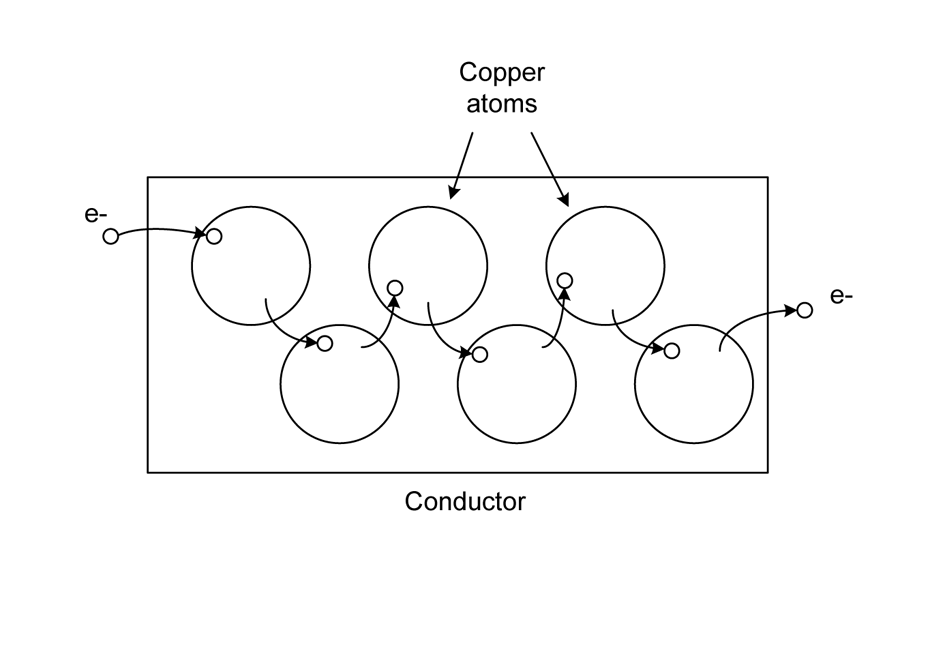 Copper
atoms
e-
e-
Conductor